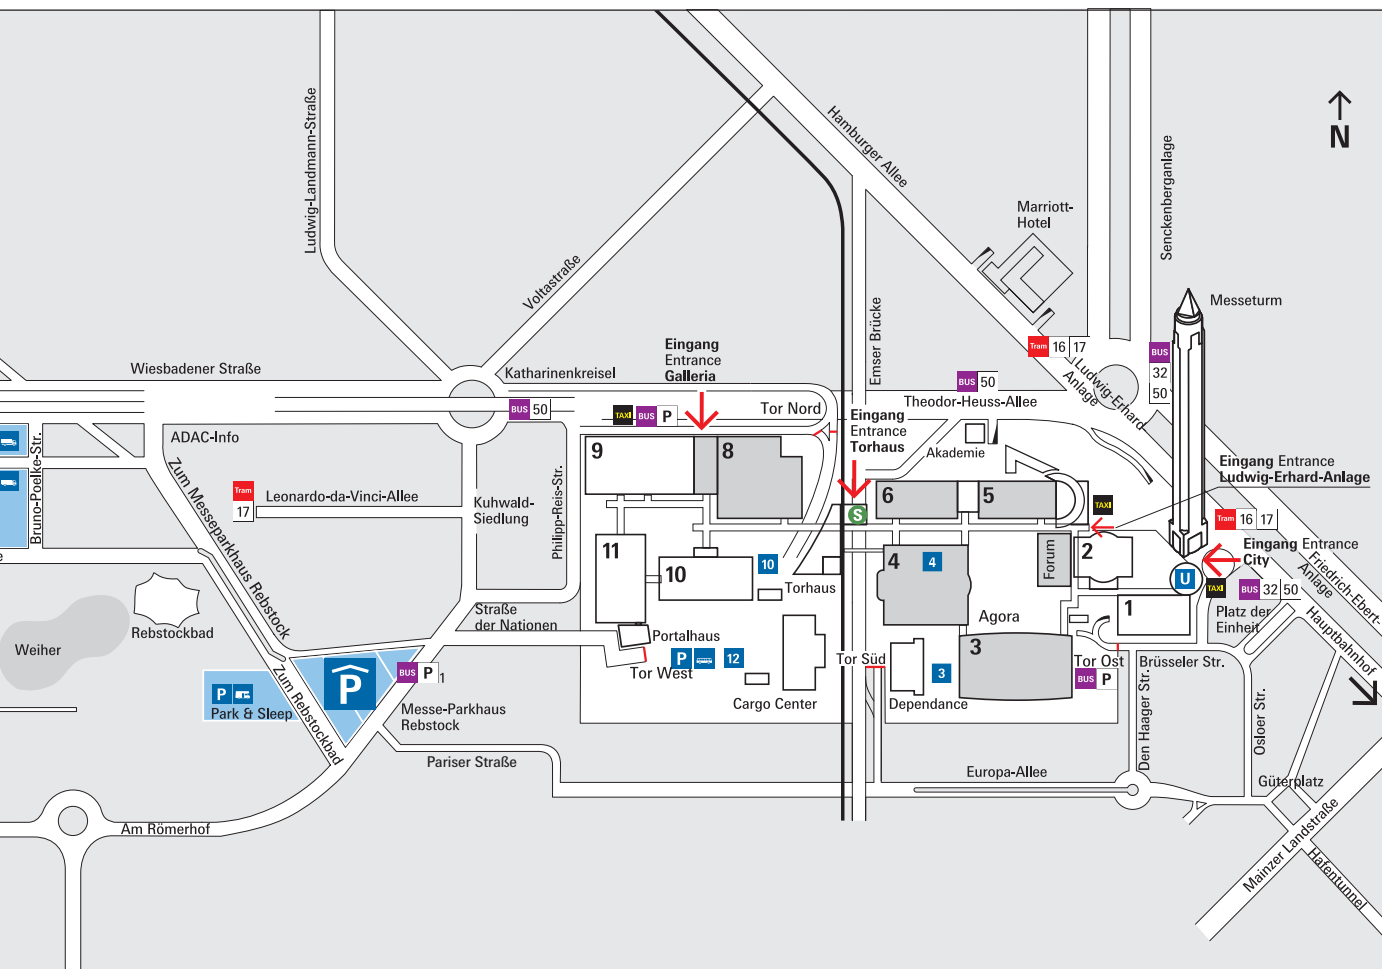 N
Hamburger Allee
Senckenberganlage
Ludwig-Landmann-Straße
Marriott-
Hotel
Voltastraße
Messeturm
Emser Brücke
Eingang
Entrance
Galleria
Tram 16 17
BUS
32
50
Ludwig-Erhard
Anlage
Wiesbadener Straße
Katharinenkreisel
BUS 50
Theodor-Heuss-Allee
BUS 50
TAXI BUS P
Tor Nord
Eingang
Entrance
Torhaus
ADAC-Info
Bruno-Poelke-Str.
9
8
Akademie
Eingang Entrance
Ludwig-Erhard-Anlage
Zum Messeparkhaus Rebstock
Tram
17
Leonardo-da-Vinci-Allee
Kuhwald-
Siedlung
Philipp-Reis-Str.
6
5
S
TAXI
Tram 16 17
11
10
10
Torhaus
4
4
Forum
2
Eingang Entrance
City
U
TAXI
BUS 32 50
Friedrich-Ebert-
Anlage
e
Rebstockbad
Weiher
Straße
der Nationen
Portalhaus
P 12
Tor West
Agora
1
Platz der
Einheit
Hauptbahnhof
Tor Süd
3
3
Tor Ost
BUS P
Brüsseler Str.
P
BUS P 1
P
Park & Sleep
Zum Rebstockbad
Messe-Parkhaus
Rebstock
Cargo Center
Dependance
Den Haager Str.
Osloer Str.
Pariser Straße
Europa-Allee
Güterplatz
Am Römerhof
Mainzer Landstraße
Hafentunnel